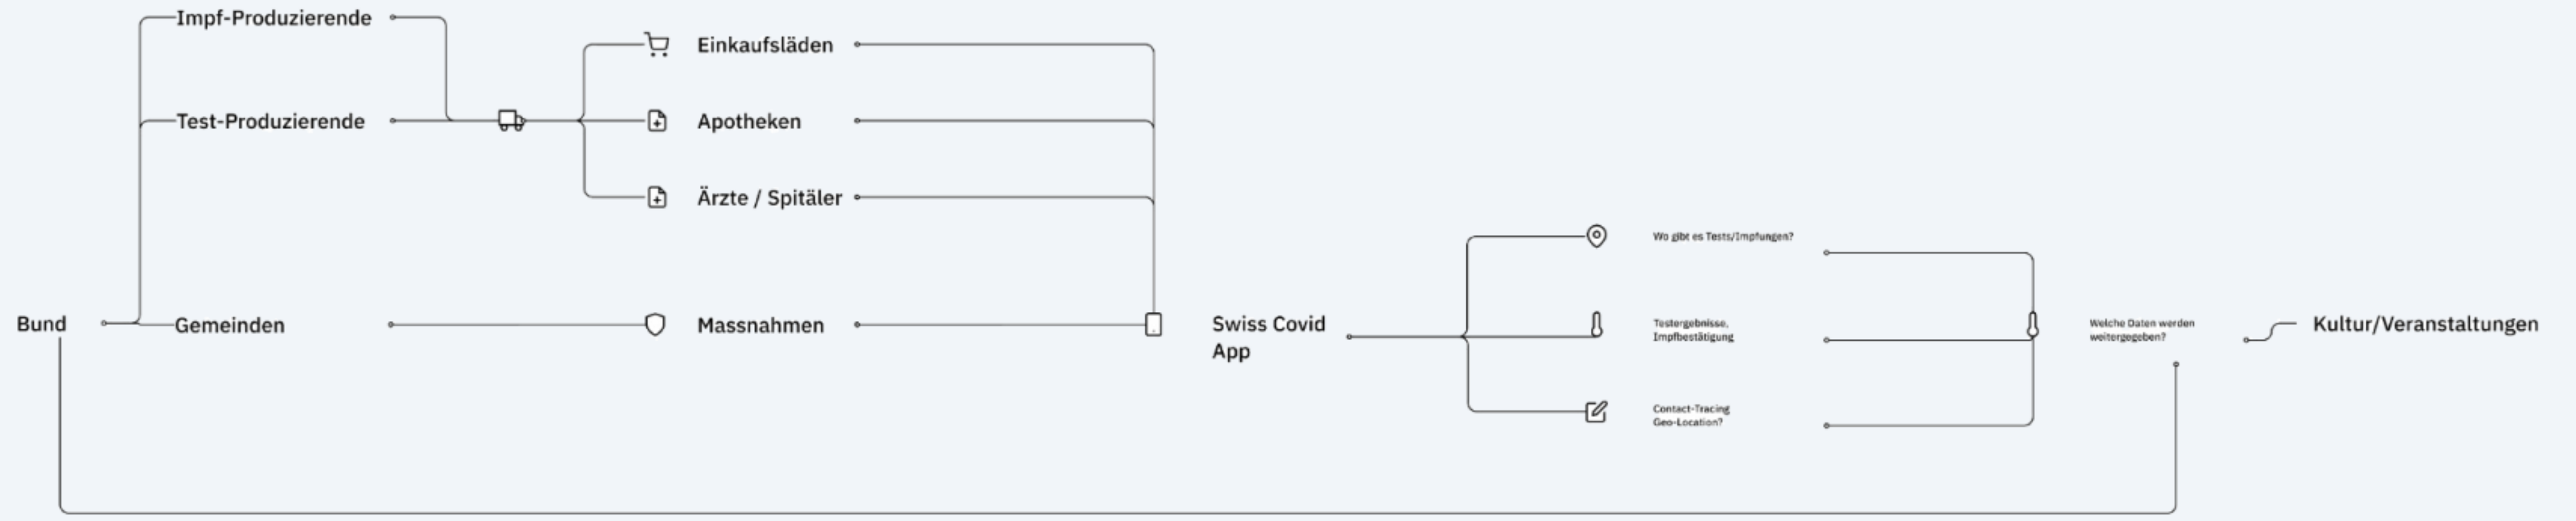 Impf-Produzierende
Einkaufsläden
Test-Produzierende
Apotheken
Ärzte / Spitäler
Wo gibt es Tests/Impfungen?
Bund
Gemeinden
Massnahmen
Swiss Covid
App
Testergebnisse,
Impfbestätigung
Welche Daten werden
weitergegeben?
Kultur/Veranstaltungen
Contact-Tracing
Geo-Location?